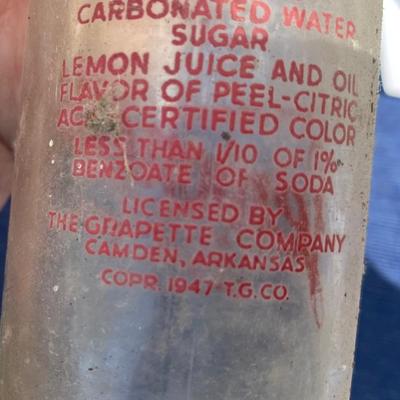 CARBONATED WATER
SUGAR
LEMON JUICE AND OIL
FLAVOR OF PEEL-CITRIC
ACID CERTIFIED COLOR
LESS THAN 1/10 OF 1%
BENZOATE OF SODA
LICENSED BY
THE GRAPETTE COMPANY
CAMDEN, ARKANSAS
COPR. 1947-T.G.CO.